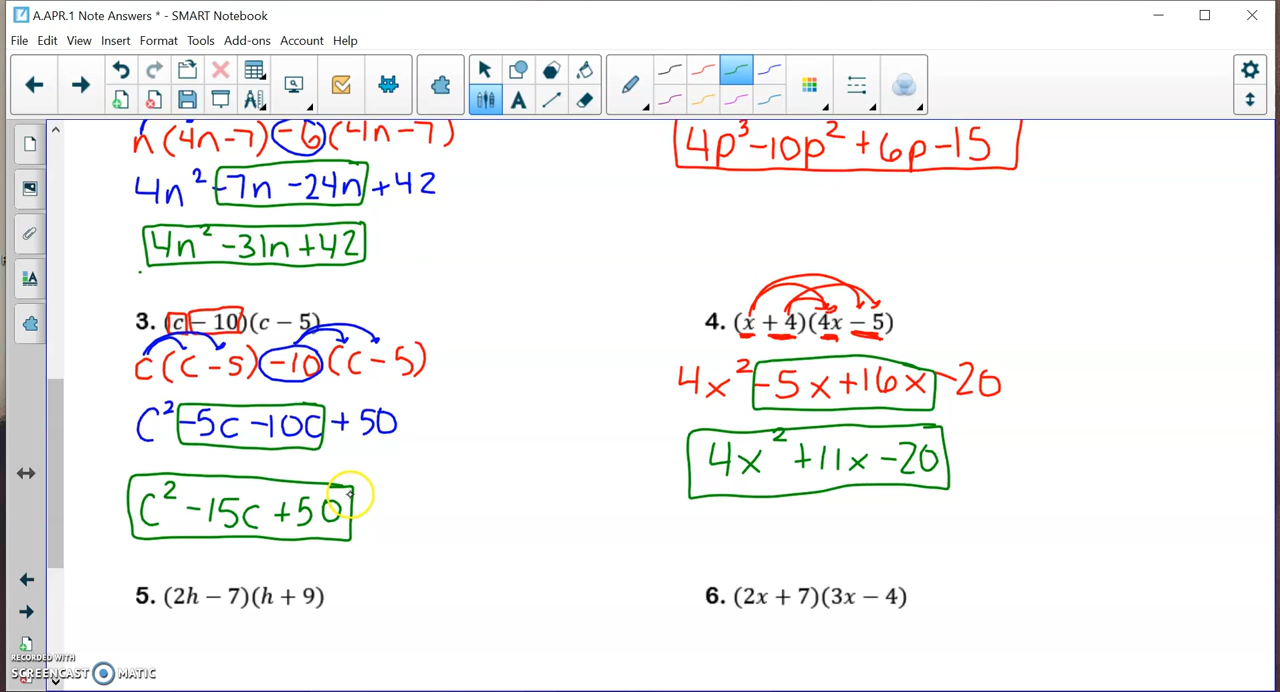 A.APR.1 Note Answers * - SMART Notebook
File Edit View Insert Format Tools Add-ons Account Help
n(4n-7) -6(4n-7)
4n² -7n -24n +42
4n² -31n +42
4p³ -10p² + 6p -15
3. (c - 10)(c - 5)
c(c-5) -10(c-5)
c² -5c -10c + 50
c² -15c +50
4. (x + 4)(4x - 5)
4x² -5x +16x -20
4x² +11x -20
5. (2h - 7)(h + 9)
6. (2x + 7)(3x - 4)
RECORDED WITH
SCREENCAST MATIC